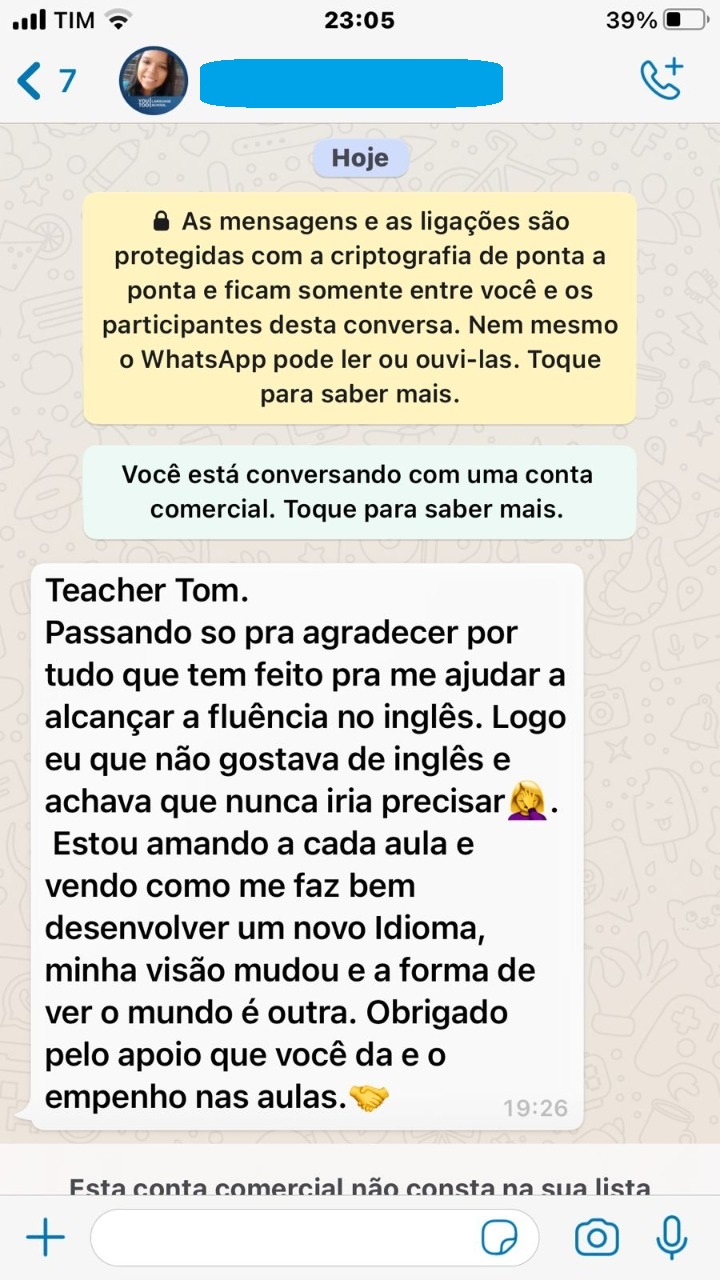 TIM
23:05
39%
7
Hoje
As mensagens e as ligações são
protegidas com a criptografia de ponta a
ponta e ficam somente entre você e os
participantes desta conversa. Nem mesmo
o WhatsApp pode ler ou ouvi-las. Toque
para saber mais.
Você está conversando com uma conta
comercial. Toque para saber mais.
Teacher Tom.
Passando so pra agradecer por
tudo que tem feito pra me ajudar a
alcançar a fluência no inglês. Logo
eu que não gostava de inglês e
achava que nunca iria precisar🤦‍♀️.
Estou amando a cada aula e
vendo como me faz bem
desenvolver um novo Idioma,
minha visão mudou e a forma de
ver o mundo é outra. Obrigado
pelo apoio que você da e o
empenho nas aulas.🤝
19:26
Esta conta comercial não consta na sua lista